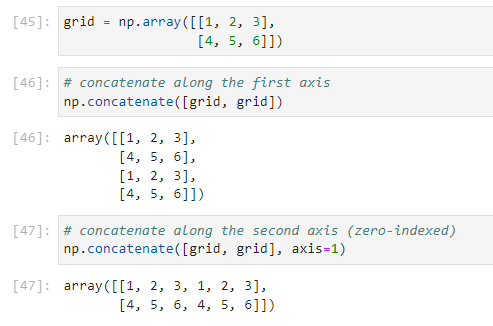 [45]: grid = np.array([[1, 2, 3],
[4, 5, 6]])
[46]: # concatenate along the first axis
np.concatenate([grid, grid])
[46]: array([[1, 2, 3],
[4, 5, 6],
[1, 2, 3],
[4, 5, 6]])
[47]: # concatenate along the second axis (zero-indexed)
np.concatenate([grid, grid], axis=1)
[47]: array([[1, 2, 3, 1, 2, 3],
[4, 5, 6, 4, 5, 6]])